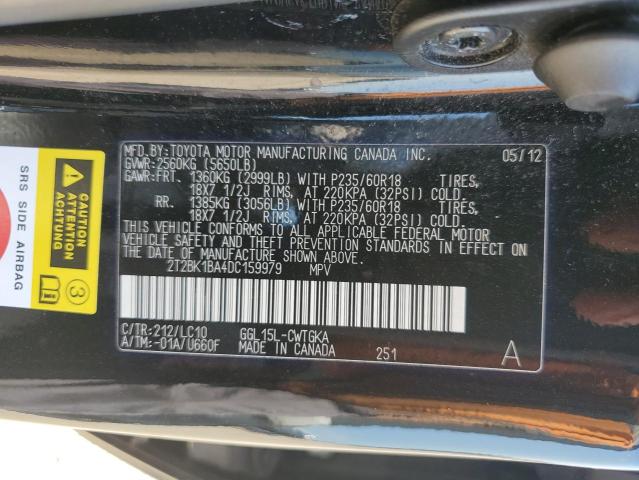 MFD.BY:TOYOTA MOTOR MANUFACTURING CANADA INC. 05/12
GVWR:2560KG (5650LB)
GAWR:FRT. 1360KG (2999LB) WITH P235/60R18 TIRES,
18X7 1/2J RIMS, AT 220KPA (32PSI) COLD
RR. 1385KG (3056LB) WITH P235/60R18 TIRES,
18X7 1/2J RIMS, AT 220KPA (32PSI) COLD
THIS VEHICLE CONFORMS TO ALL APPLICABLE FEDERAL MOTOR
VEHICLE SAFETY AND THEFT PREVENTION STANDARDS IN EFFECT ON
THE DATE OF MANUFACTURE SHOWN ABOVE.
2T2BK1BA4DC159979 MPV
C/TR:212/LC10 GGL15L-CWTGKA
A/TM:-01A/U660F MADE IN CANADA 251 A
SRS SIDE AIRBAG
CAUTION
ATTENTION
ACHTUNG
3